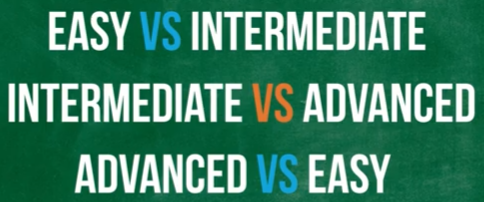 EASY VS INTERMEDIATE
INTERMEDIATE VS ADVANCED
ADVANCED VS EASY